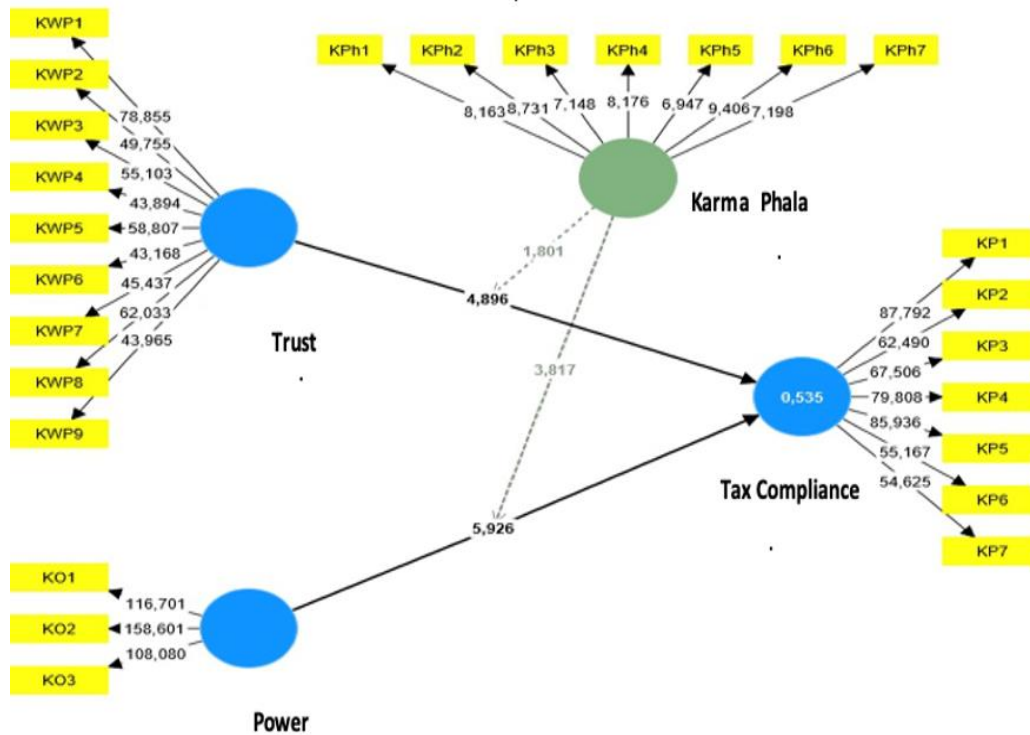 KWP1
KWP2
KWP3
KWP4
KWP5
KWP6
KWP7
KWP8
KWP9
78,855
49,755
55,103
43,894
58,807
43,168
45,437
62,033
43,965
Trust
KPh1 KPh2 KPh3 KPh4 KPh5 KPh6 KPh7
8,163 8,731 7,148 8,176 6,947 9,406 7,198
Karma Phala
1,801
4,896
3,817
5,926
0,535
Tax Compliance
87,792
62,490
67,506
79,808
85,936
55,167
54,625
KP1
KP2
KP3
KP4
KP5
KP6
KP7
KO1
KO2
KO3
116,701
158,601
108,080
Power